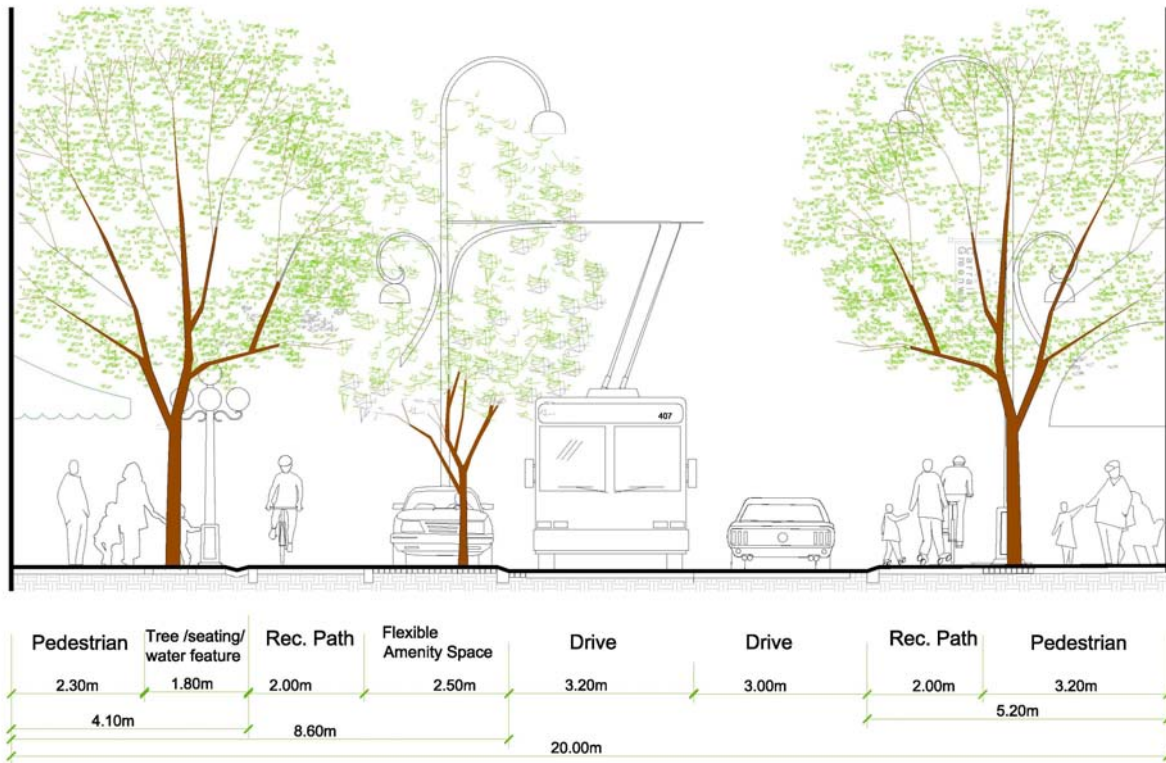 Carrall
Greenway
407
Pedestrian
Tree /seating/
water feature
Rec. Path
Flexible
Amenity Space
Drive
Drive
Rec. Path
Pedestrian
2.30m
1.80m
2.00m
2.50m
3.20m
3.00m
2.00m
3.20m
4.10m
5.20m
8.60m
20.00m